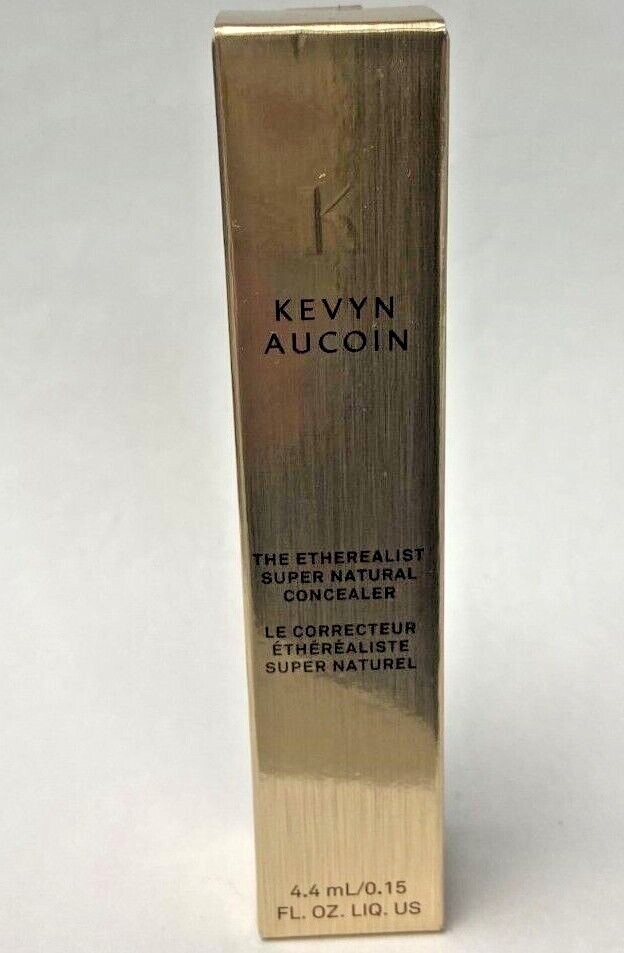 K
KEVYN
AUCOIN
THE ETHEREALIST
SUPER NATURAL
CONCEALER
LE CORRECTEUR
ÉTHÉRÉALISTE
SUPER NATUREL
4.4 mL/0.15
FL. OZ. LIQ. US